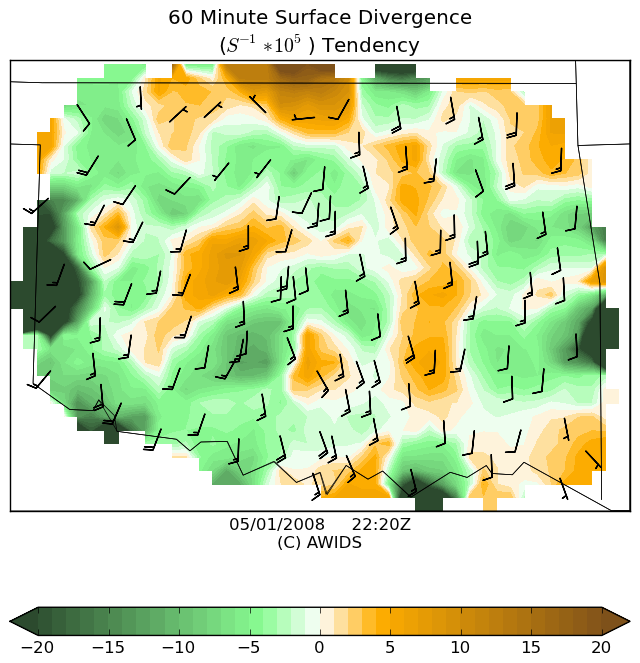 60 Minute Surface Divergence
(S⁻¹ *10⁵ ) Tendency
05/01/2008 22:20Z
(C) AWIDS
−20 −15 −10 −5 0 5 10 15 20